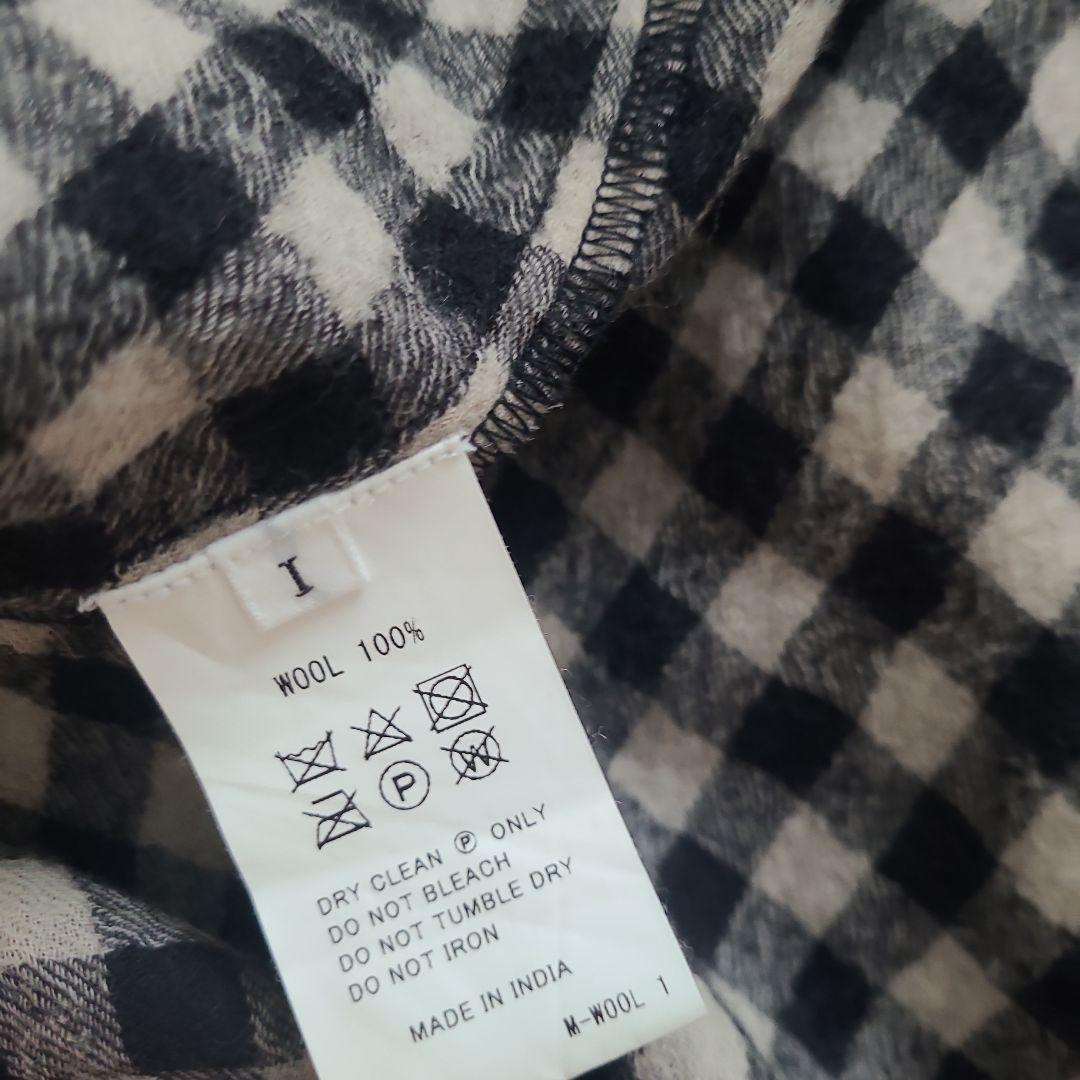 I
WOOL 100%
P W
DRY CLEAN Ⓟ ONLY
DO NOT BLEACH
DO NOT TUMBLE DRY
DO NOT IRON
MADE IN INDIA
M-WOOL 1